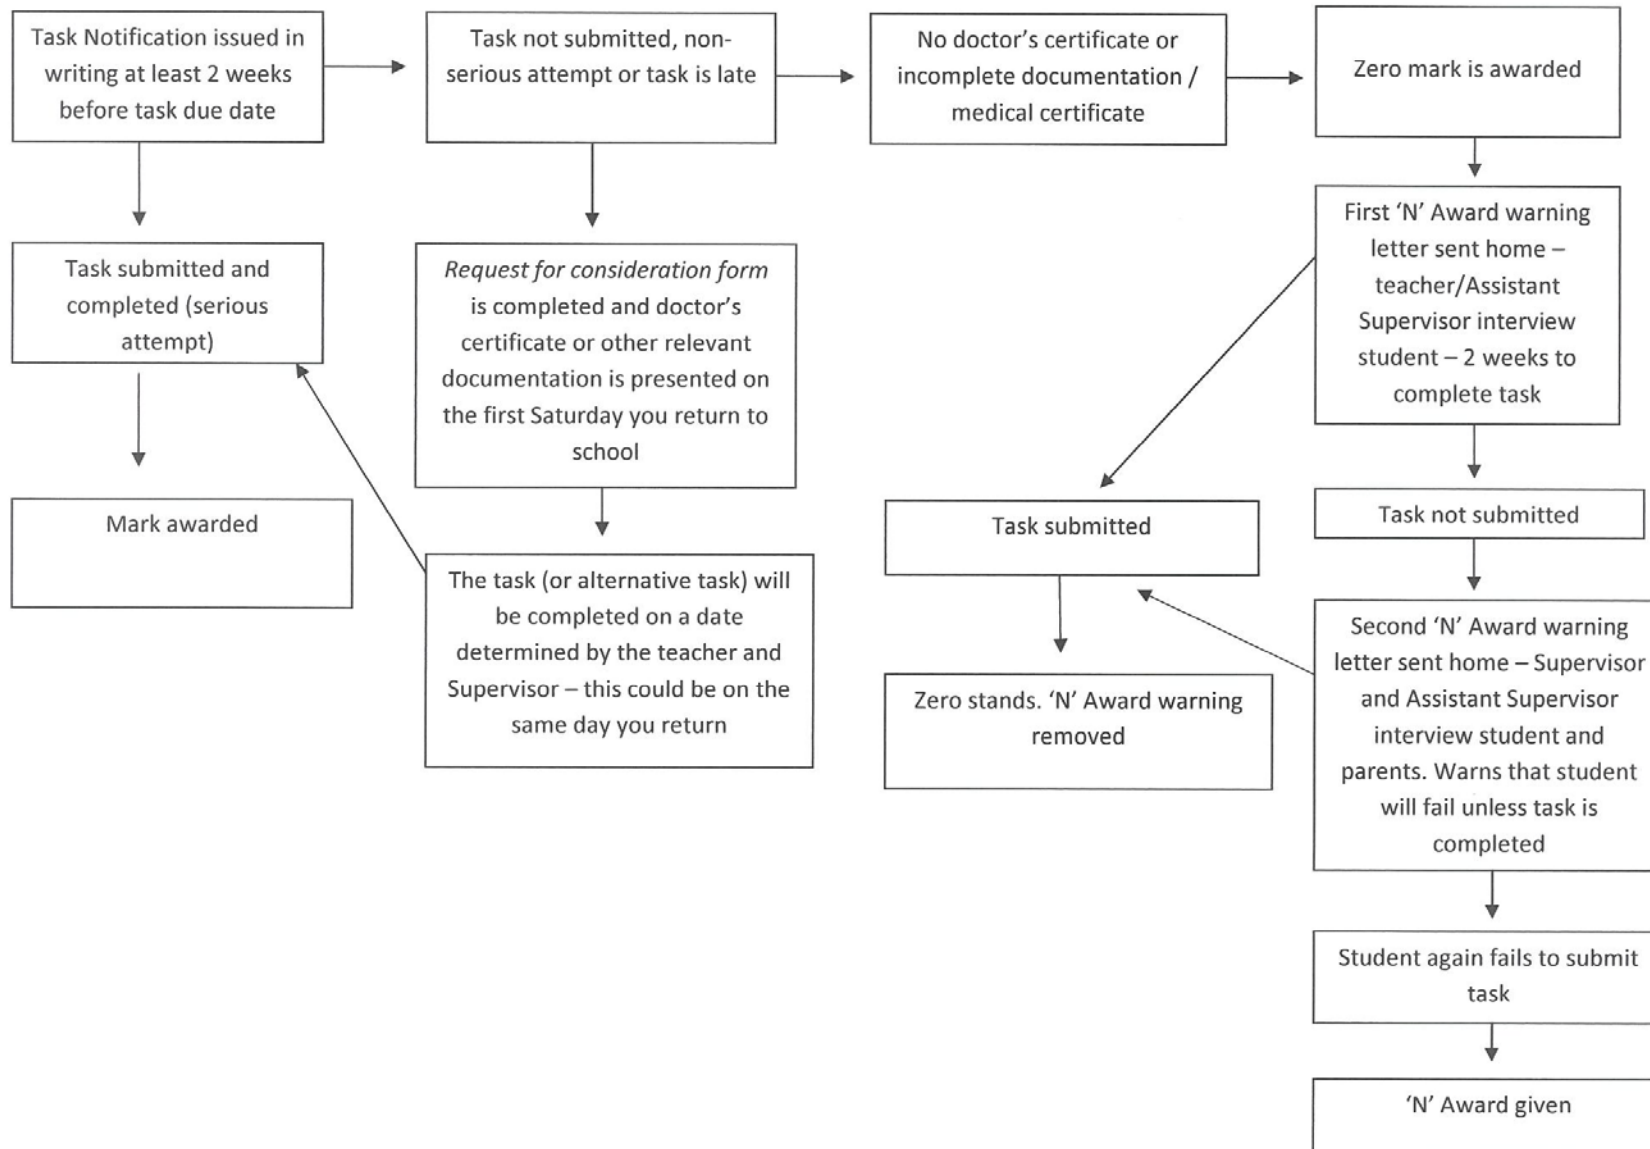 Task Notification issued in
writing at least 2 weeks
before task due date
Task not submitted, non-
serious attempt or task is late
No doctor’s certificate or
incomplete documentation /
medical certificate
Zero mark is awarded
Task submitted and
completed (serious
attempt)
Request for consideration form
is completed and doctor’s
certificate or other relevant
documentation is presented on
the first Saturday you return to
school
First ‘N’ Award warning
letter sent home –
teacher/Assistant
Supervisor interview
student – 2 weeks to
complete task
Mark awarded
Task submitted
Task not submitted
The task (or alternative task) will
be completed on a date
determined by the teacher and
Supervisor – this could be on the
same day you return
Zero stands. ‘N’ Award warning
removed
Second ‘N’ Award warning
letter sent home – Supervisor
and Assistant Supervisor
interview student and
parents. Warns that student
will fail unless task is
completed
Student again fails to submit
task
‘N’ Award given